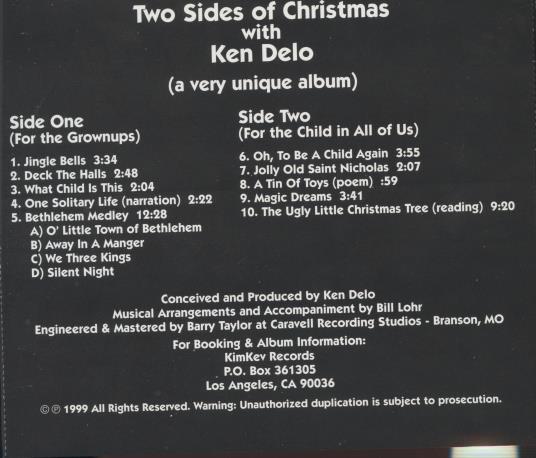 Two Sides of Christmas
with
Ken Delo
(a very unique album)
Side One
(For the Grownups)
1. Jingle Bells 3:34
2. Deck The Halls 2:48
3. What Child Is This 2:04
4. One Solitary Life (narration) 2:22
5. Bethlehem Medley 12:28
A) O' Little Town of Bethlehem
B) Away In A Manger
C) We Three Kings
D) Silent Night
Side Two
(For the Child in All of Us)
6. Oh, To Be A Child Again 3:55
7. Jolly Old Saint Nicholas 2:07
8. A Tin Of Toys (poem) :59
9. Magic Dreams 3:41
10. The Ugly Little Christmas Tree (reading) 9:20
Conceived and Produced by Ken Delo
Musical Arrangements and Accompaniment by Bill Lohr
Engineered & Mastered by Barry Taylor at Caravell Recording Studios - Branson, MO
For Booking & Album Information:
KimKev Records
P.O. Box 361305
Los Angeles, CA 90036
© ℗ 1999 All Rights Reserved. Warning: Unauthorized duplication is subject to prosecution.